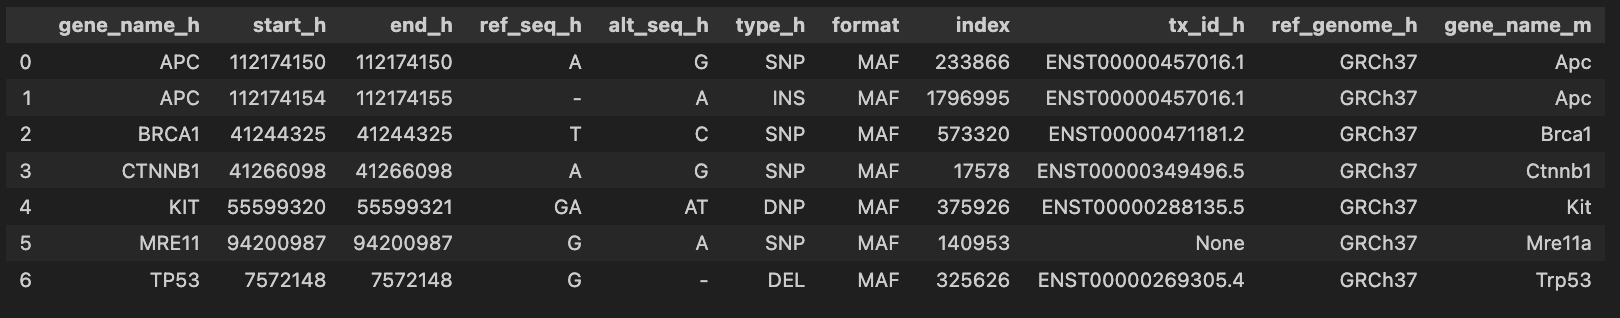 gene_name_h start_h end_h ref_seq_h alt_seq_h type_h format index tx_id_h ref_genome_h gene_name_m
0 APC 112174150 112174150 A G SNP MAF 233866 ENST00000457016.1 GRCh37 Apc
1 APC 112174154 112174155 - A INS MAF 1796995 ENST00000457016.1 GRCh37 Apc
2 BRCA1 41244325 41244325 T C SNP MAF 573320 ENST00000471181.2 GRCh37 Brca1
3 CTNNB1 41266098 41266098 A G SNP MAF 17578 ENST00000349496.5 GRCh37 Ctnnb1
4 KIT 55599320 55599321 GA AT DNP MAF 375926 ENST00000288135.5 GRCh37 Kit
5 MRE11 94200987 94200987 G A SNP MAF 140953 None GRCh37 Mre11a
6 TP53 7572148 7572148 G - DEL MAF 325626 ENST00000269305.4 GRCh37 Trp53